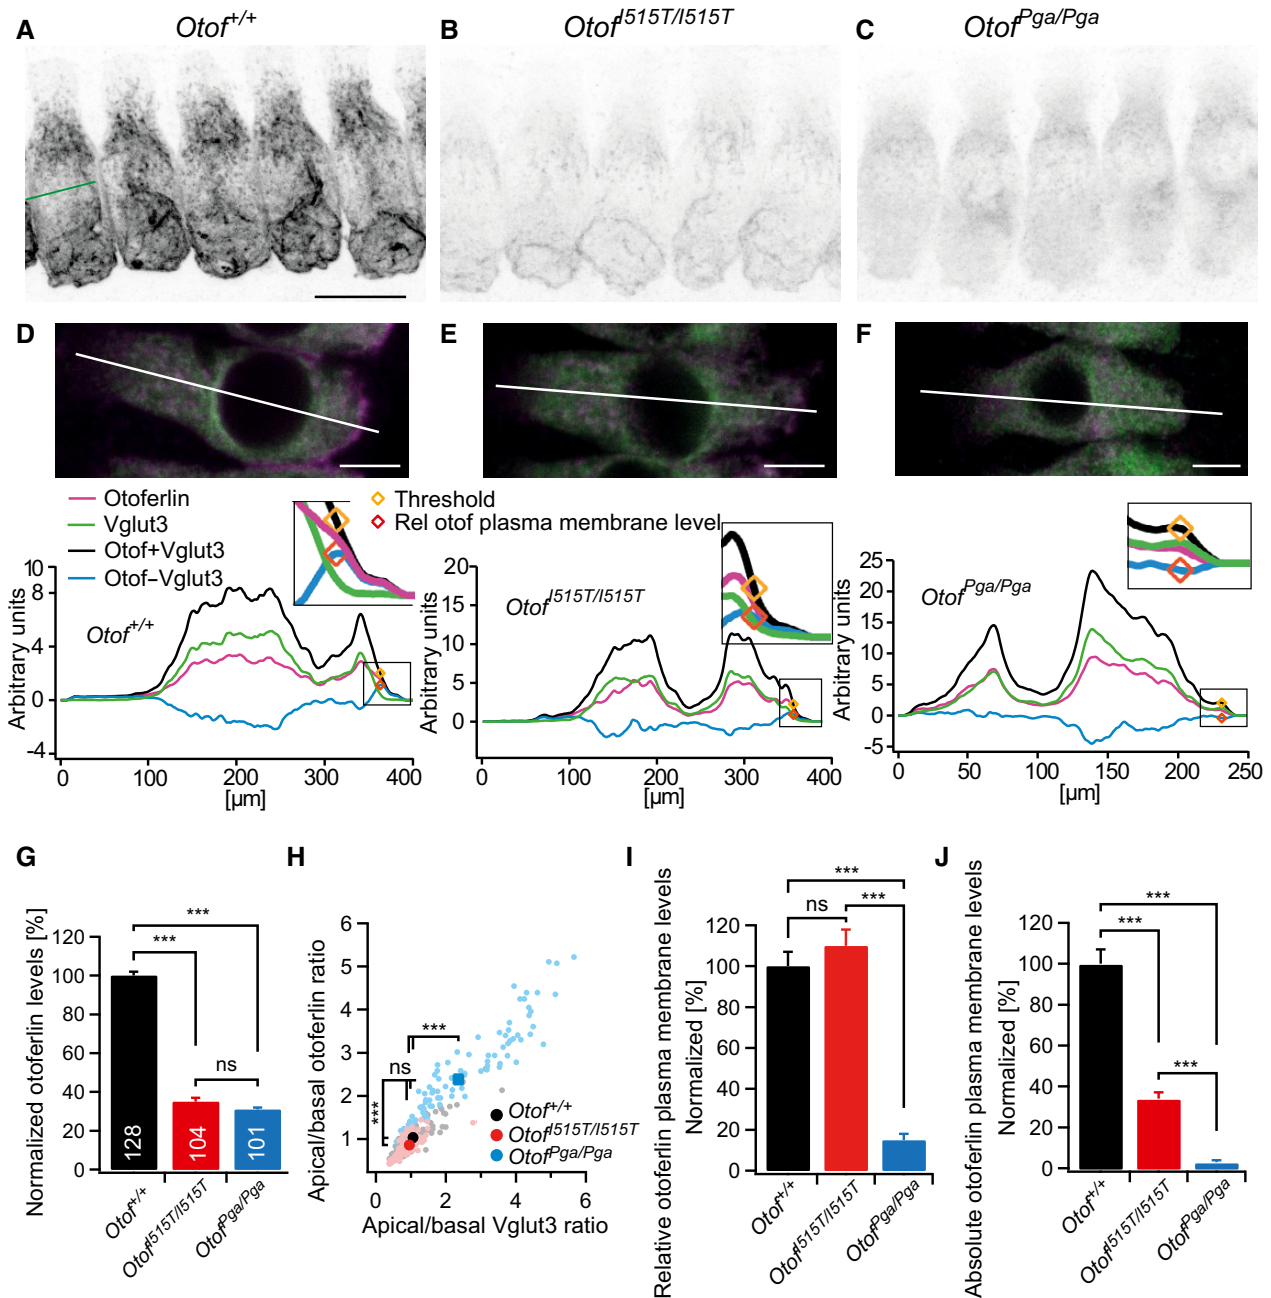 A
Otof+/+
B
OtofI515T/I515T
C
OtofPga/Pga
D
E
F
Otoferlin
Vglut3
Otof+Vglut3
Otof–Vglut3
Threshold
Rel otof plasma membrane level
Arbitrary units
10
8
4
0
-4
Otof+/+
0 100 200 300 400
[µm]
Arbitrary units
20
15
10
5
0
OtofI515T/I515T
0 100 200 300 400
[µm]
Arbitrary units
25
20
15
10
5
0
-5
OtofPga/Pga
0 50 100 150 200 250
[µm]
G
Normalized otoferlin levels [%]
120
100
80
60
40
20
0
***
***
ns
128
104
101
Otof+/+
OtofI515T/I515T
OtofPga/Pga
H
Apical/basal otoferlin ratio
6
5
4
3
2
1
***
ns
***
Otof+/+
OtofI515T/I515T
OtofPga/Pga
0 2 4 6
Apical/basal Vglut3 ratio
I
Relative otoferlin plasma membrane levels
Normalized [%]
120
100
80
60
40
20
0
***
ns
***
Otof+/+
OtofI515T/I515T
OtofPga/Pga
J
Absolute otoferlin plasma membrane levels
Normalized [%]
120
100
80
60
40
20
0
***
***
***
Otof+/+
OtofI515T/I515T
OtofPga/Pga